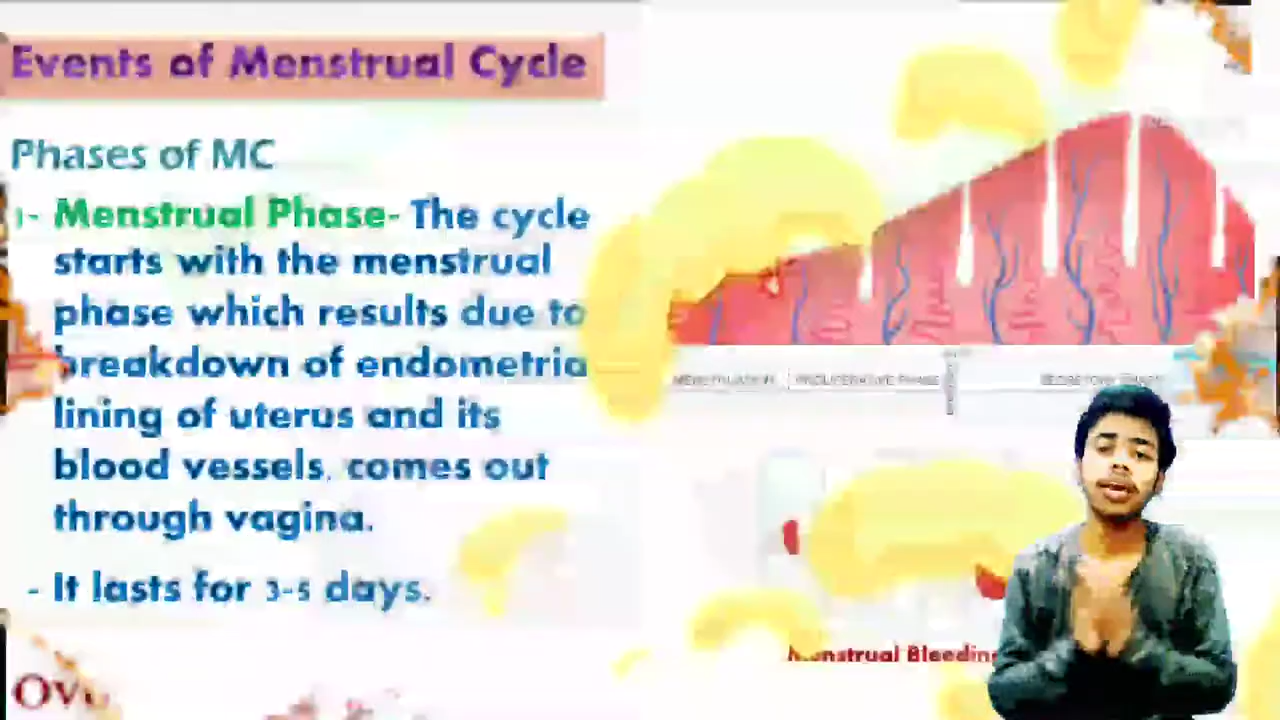 Events of Menstrual Cycle
Phases of MC
1- Menstrual Phase- The cycle
starts with the menstrual
phase which results due to
breakdown of endometria
lining of uterus and its
blood vessels, comes out
through vagina.
- It lasts for 3-5 days.
MENSTRUATION
PROLIFERATIVE PHASE
SECRETORY PHASE
Menstrual Bleeding